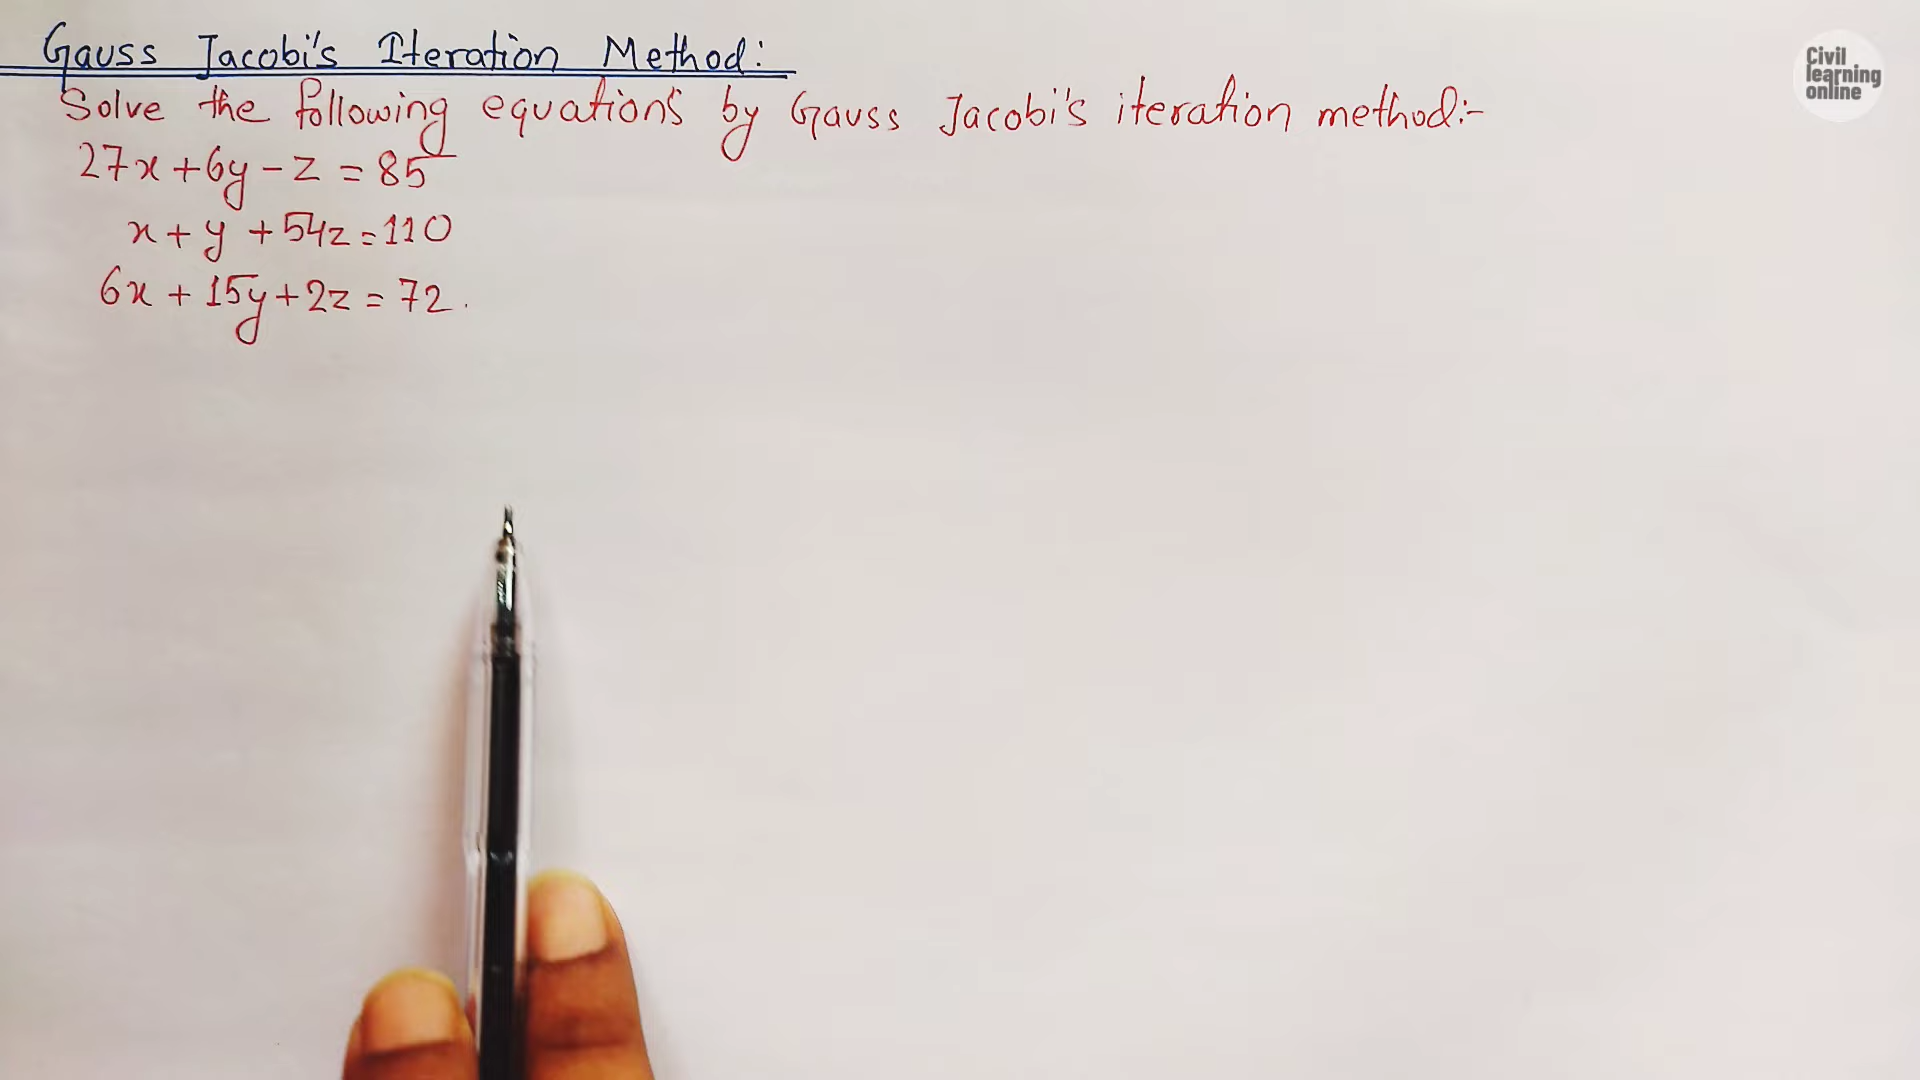 Gauss Jacobi's Iteration Method:
Solve the following equations by Gauss Jacobi's iteration method:-
27x + 6y - z = 85
x + y + 54z = 110
6x + 15y + 2z = 72.
Civil
learning
online